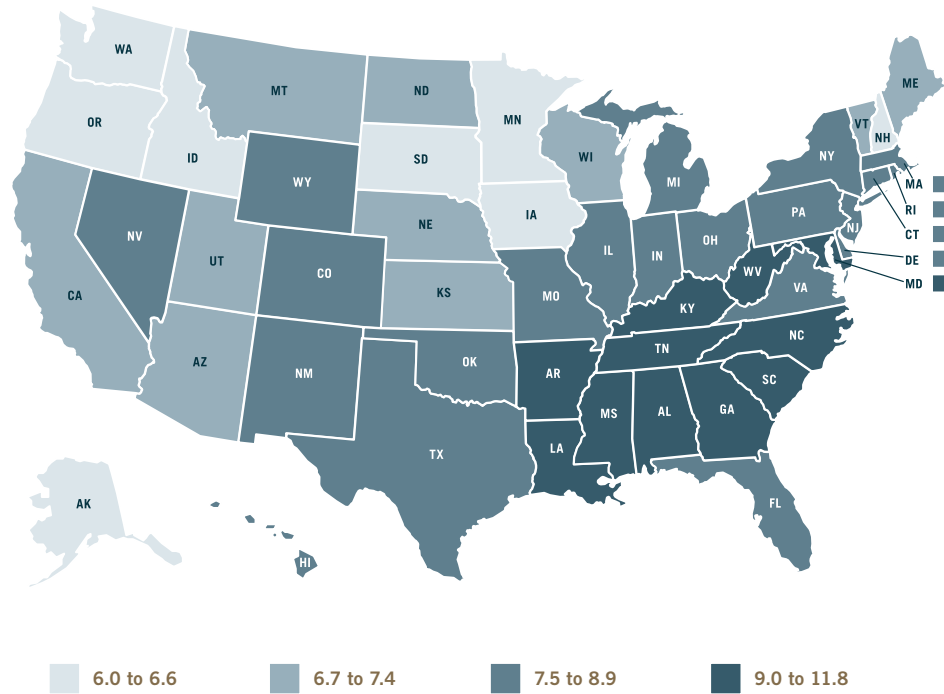 WA
MT
ND
MN
ME
OR
VT
NH
ID
SD
WI
NY
WY
MI
MA
IA
RI
PA
NE
NJ
NV
CT
OH
IL
IN
UT
DE
CO
WV
MD
CA
KS
MO
VA
KY
NC
TN
AZ
OK
NM
AR
SC
MS
AL
GA
LA
TX
AK
FL
HI
6.0 to 6.6
6.7 to 7.4
7.5 to 8.9
9.0 to 11.8